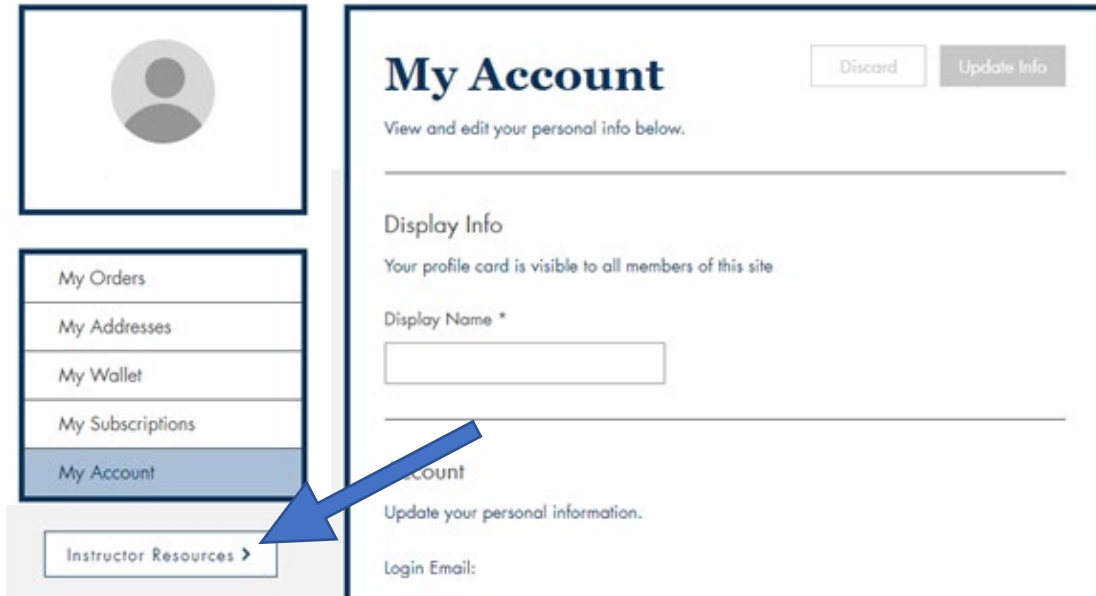 My Orders
My Addresses
My Wallet
My Subscriptions
My Account
Instructor Resources >
My Account
Discard
Update Info
View and edit your personal info below.
Display Info
Your profile card is visible to all members of this site
Display Name *
count
Update your personal information.
Login Email: